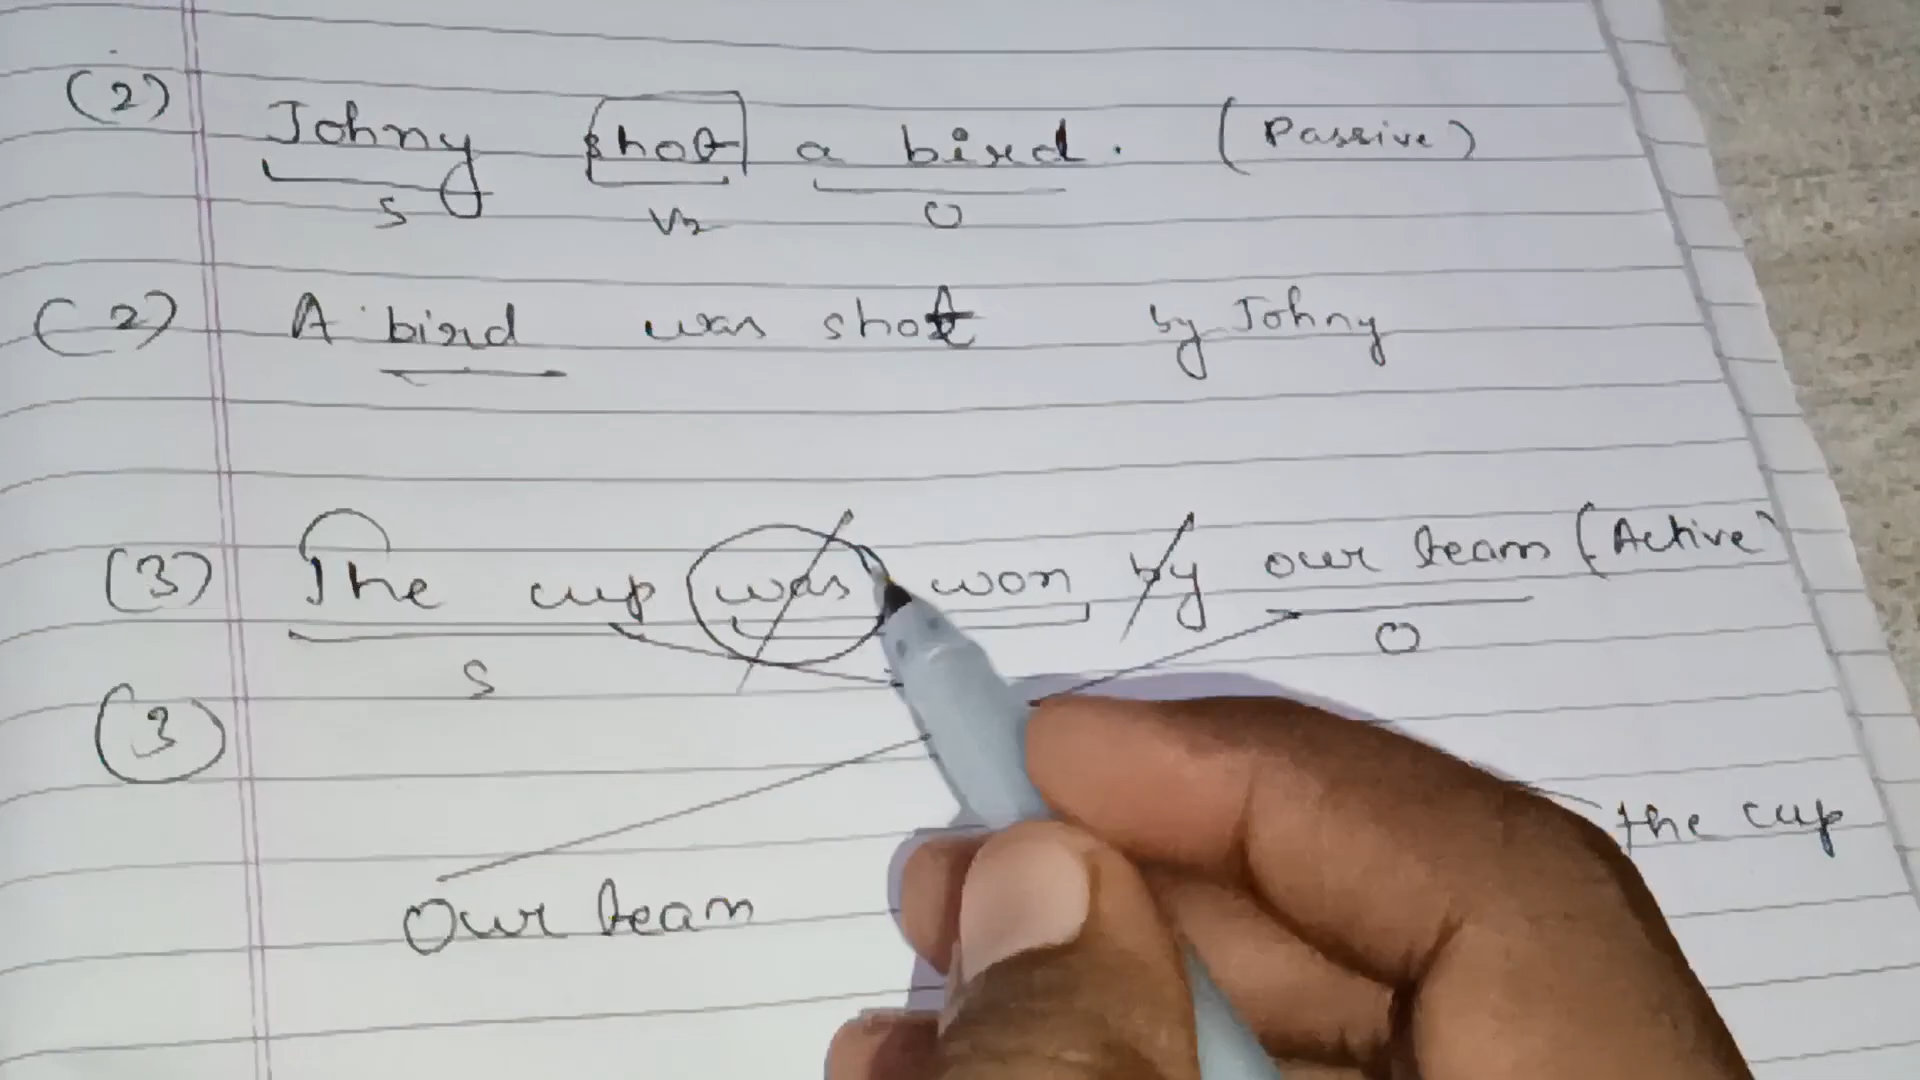 (2) Johny shot a bird. (Passive)
S V2 O
(2) A bird was shot by Johny
(3) The cup was won by our team (Active
S O
(3)
the cup
Our team